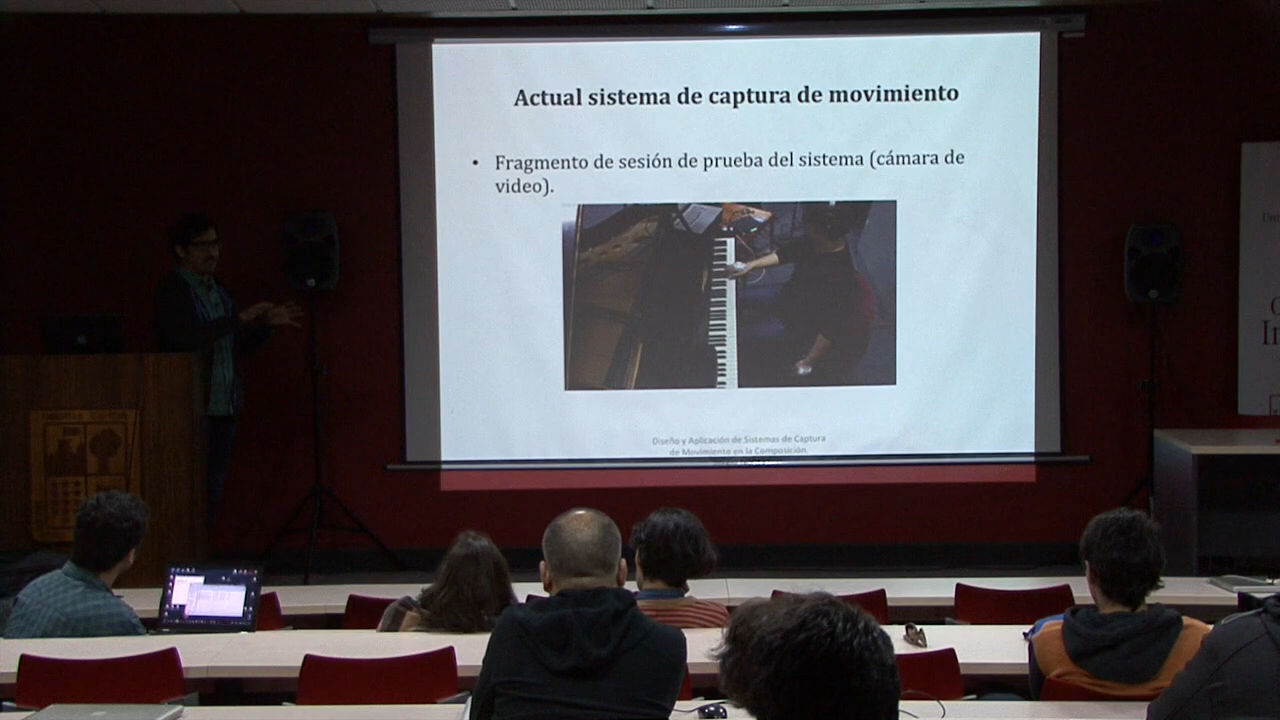 Actual sistema de captura de movimiento
• Fragmento de sesión de prueba del sistema (cámara de
video).
Diseño y Aplicación de Sistemas de Captura
de Movimiento en la Composición.